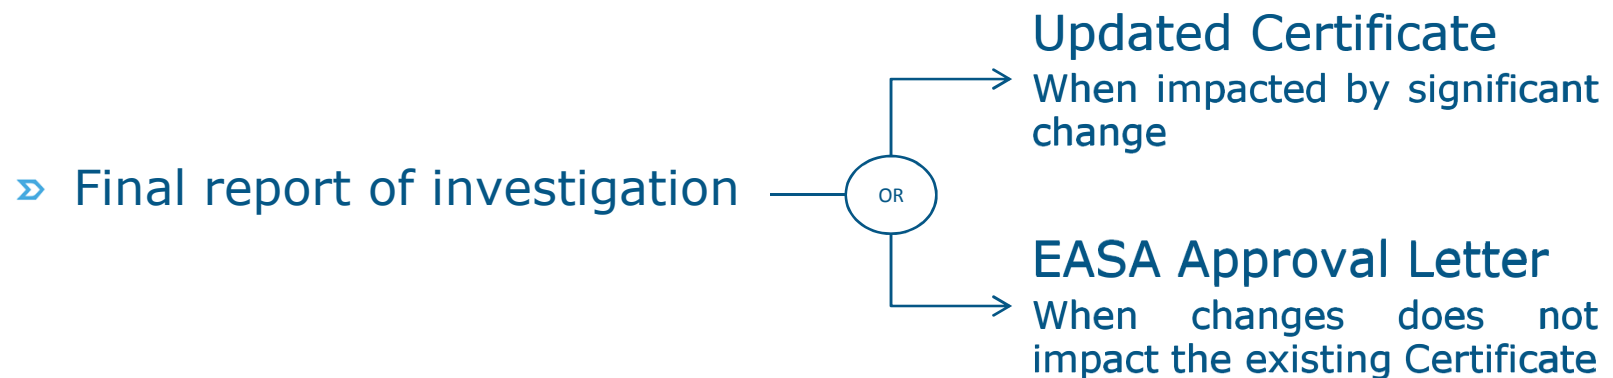 Final report of investigation
OR
Updated Certificate
When impacted by significant
change
EASA Approval Letter
When changes does not
impact the existing Certificate